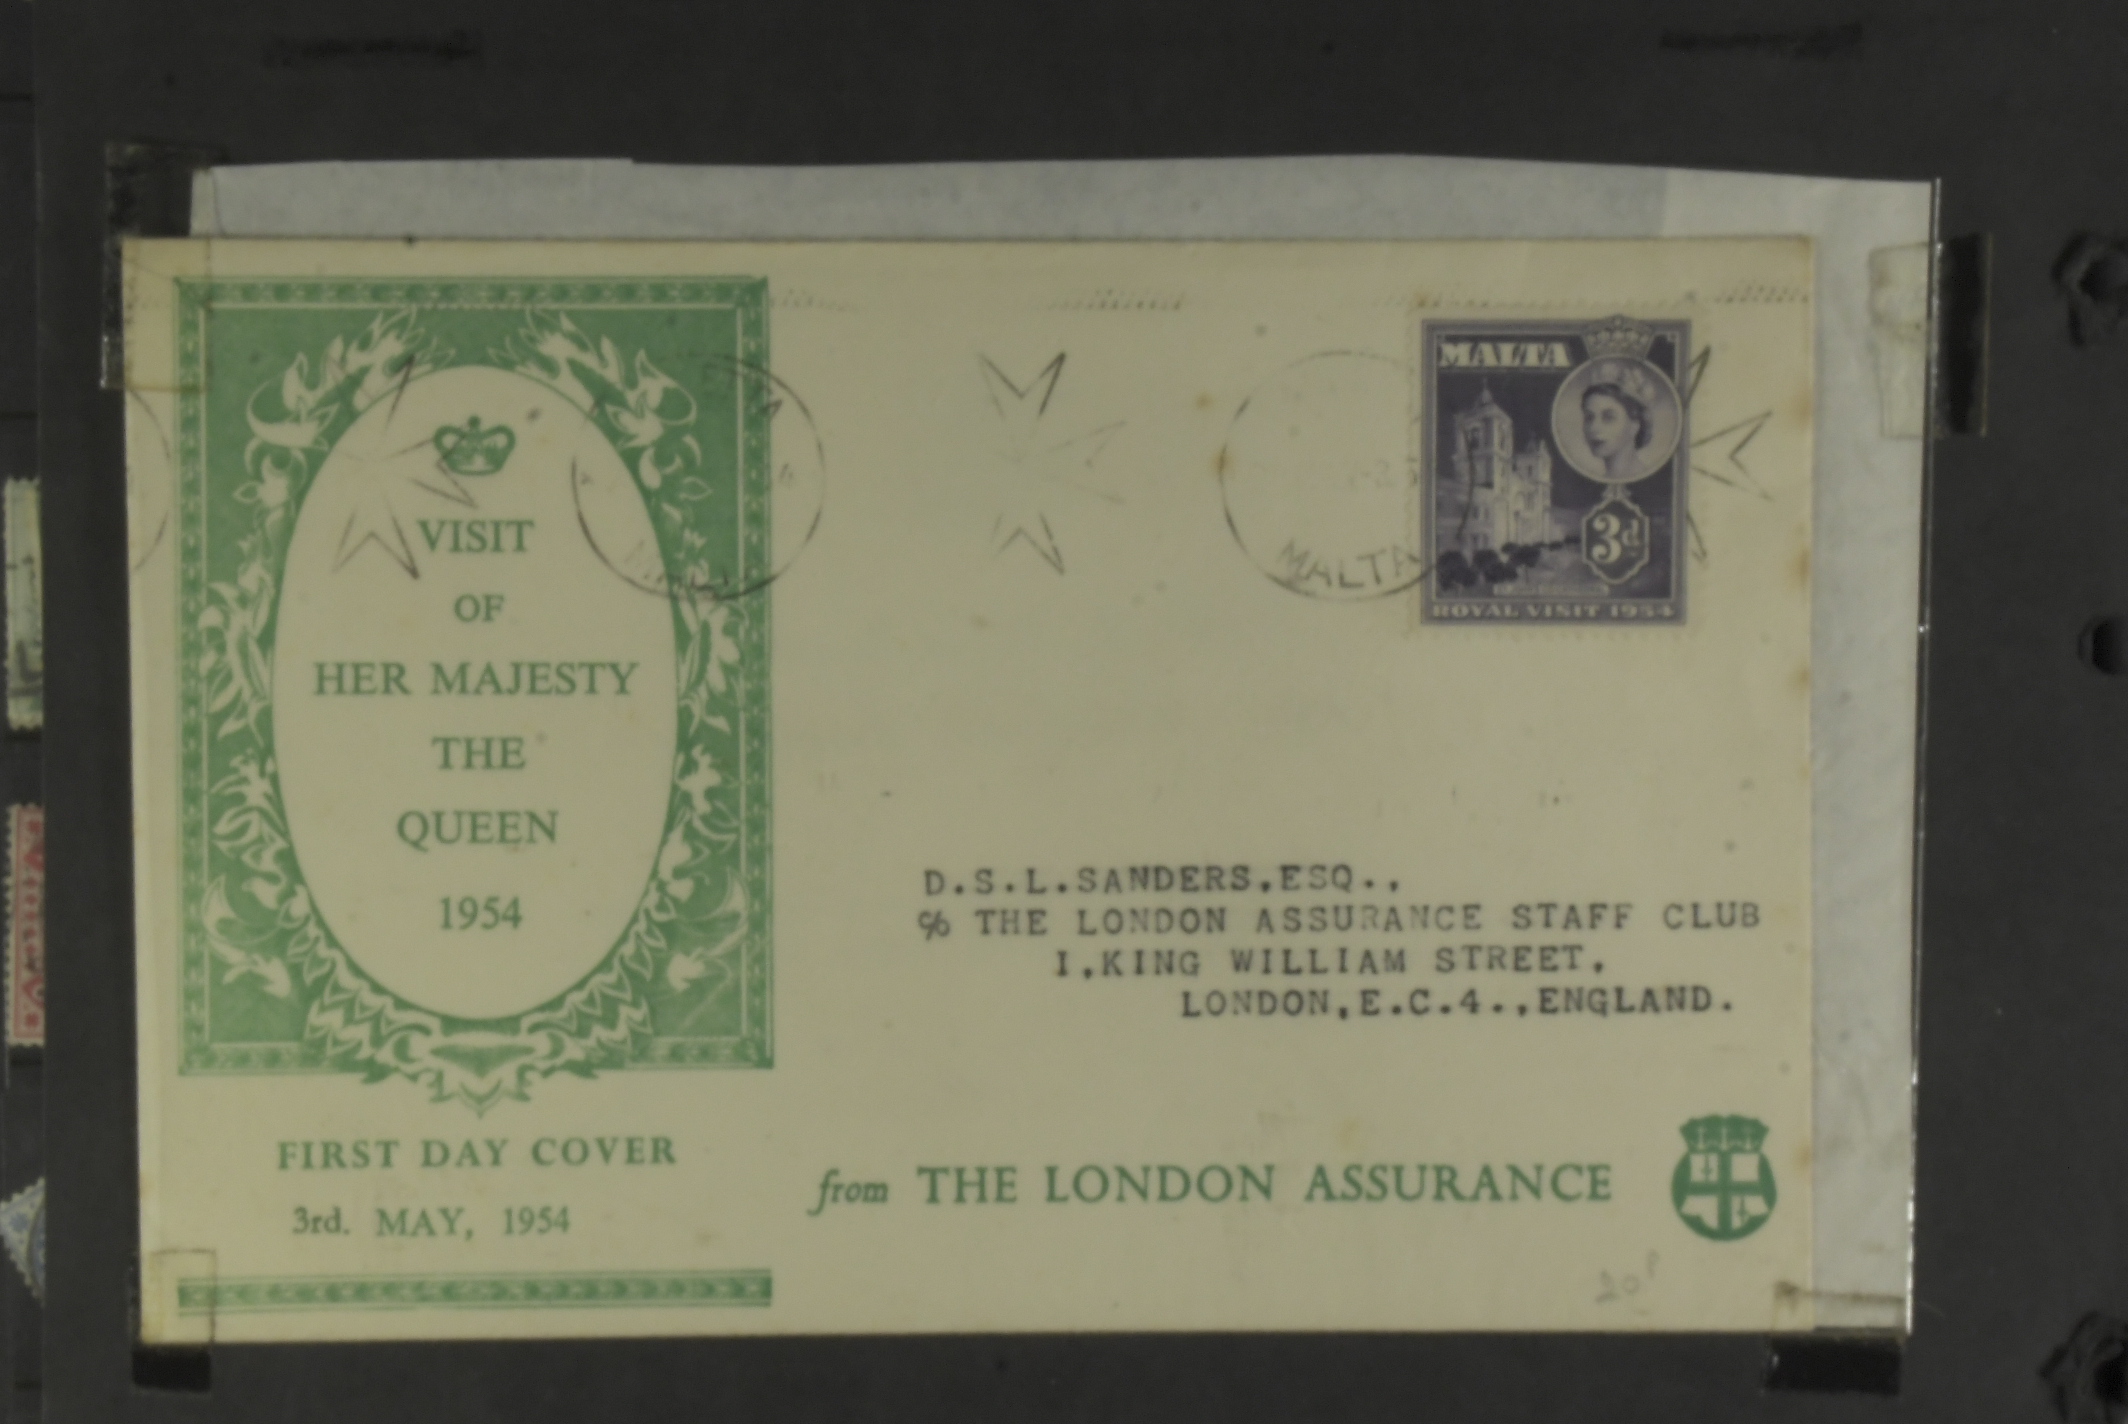 VISIT
OF
HER MAJESTY
THE
QUEEN
1954
FIRST DAY COVER
3rd. MAY, 1954
MALTA
MALTA
3d
ROYAL VISIT 1954
D.S.L.SANDERS,ESQ.,
℅ THE LONDON ASSURANCE STAFF CLUB
I,KING WILLIAM STREET,
LONDON,E.C.4.,ENGLAND.
from THE LONDON ASSURANCE